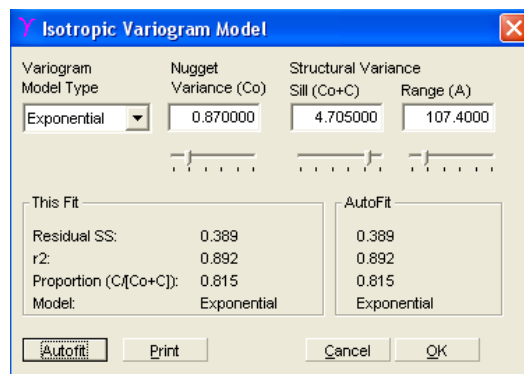 γ Isotropic Variogram Model
Variogram Nugget Structural Variance
Model Type Variance (Co) Sill (Co+C) Range (A)
Exponential 0.870000 4.705000 107.4000
This Fit AutoFit
Residual SS: 0.389 0.389
r2: 0.892 0.892
Proportion (C/[Co+C]): 0.815 0.815
Model: Exponential Exponential
Autofit Print Cancel OK